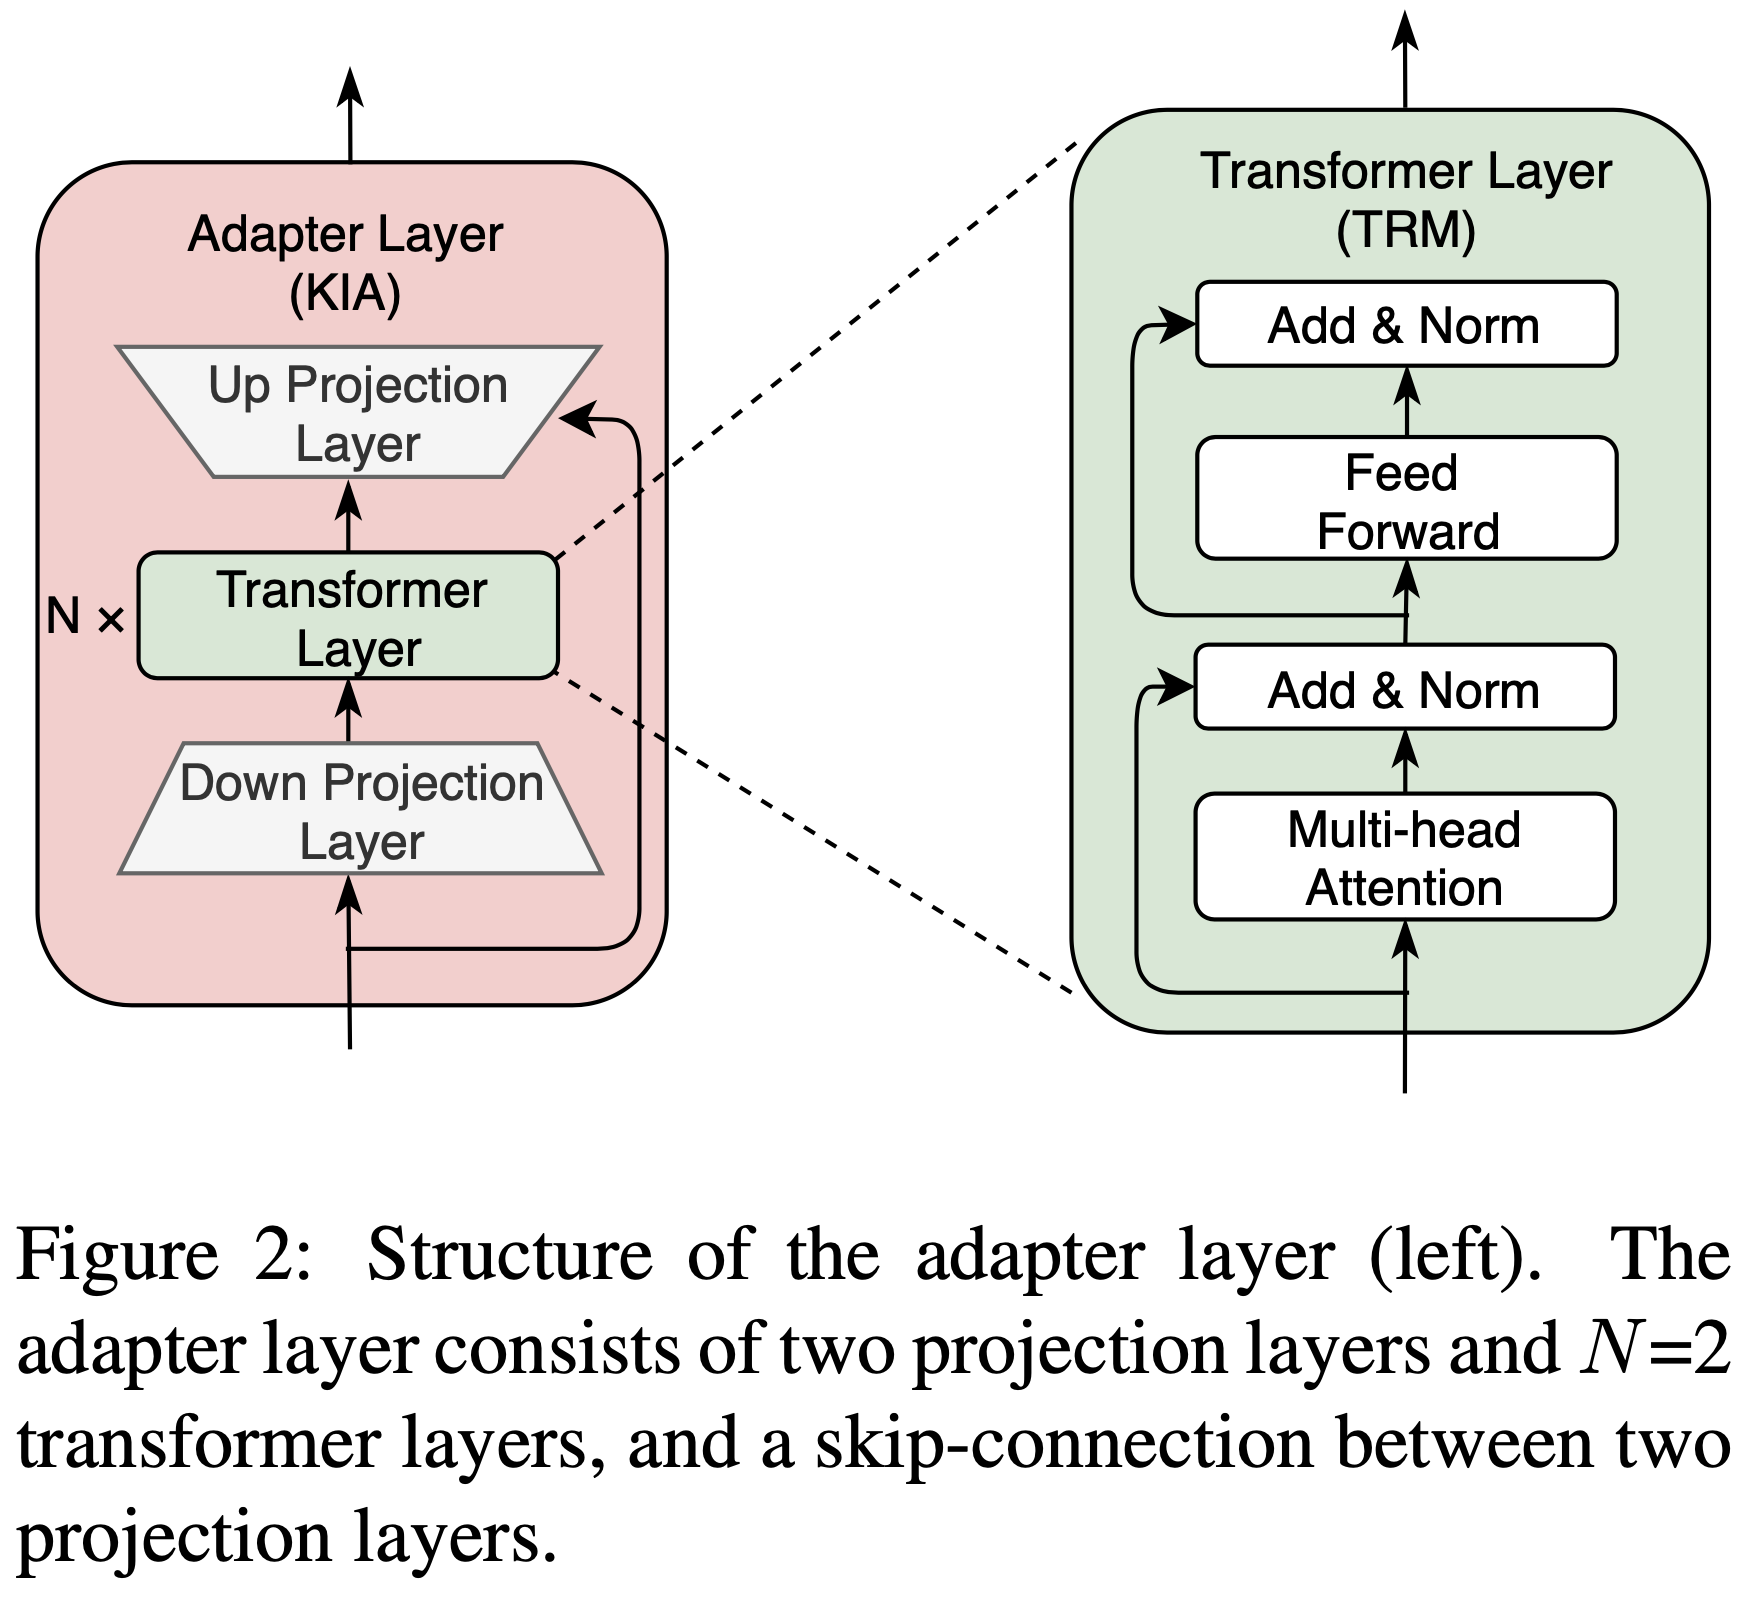 Adapter Layer
(KIA)
Up Projection
Layer
N ×
Transformer
Layer
Down Projection
Layer
Transformer Layer
(TRM)
Add & Norm
Feed
Forward
Add & Norm
Multi-head
Attention
Figure 2: Structure of the adapter layer (left). The
adapter layer consists of two projection layers and N=2
transformer layers, and a skip-connection between two
projection layers.